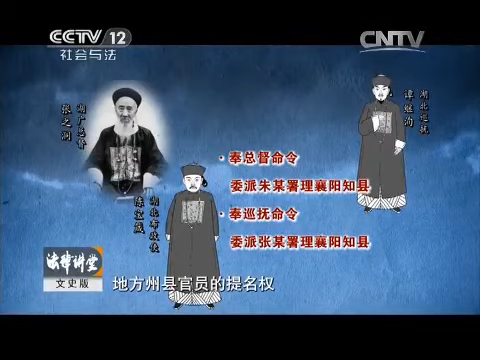 CCTV 12
社会与法
CNTV
湖广总督
张之洞
湖北巡抚
谭继洵
·奉总督命令
委派朱某署理襄阳知县
·奉巡抚命令
委派张某署理襄阳知县
湖北布政使
陈宝箴
法律讲堂
文史版
地方州县官员的提名权